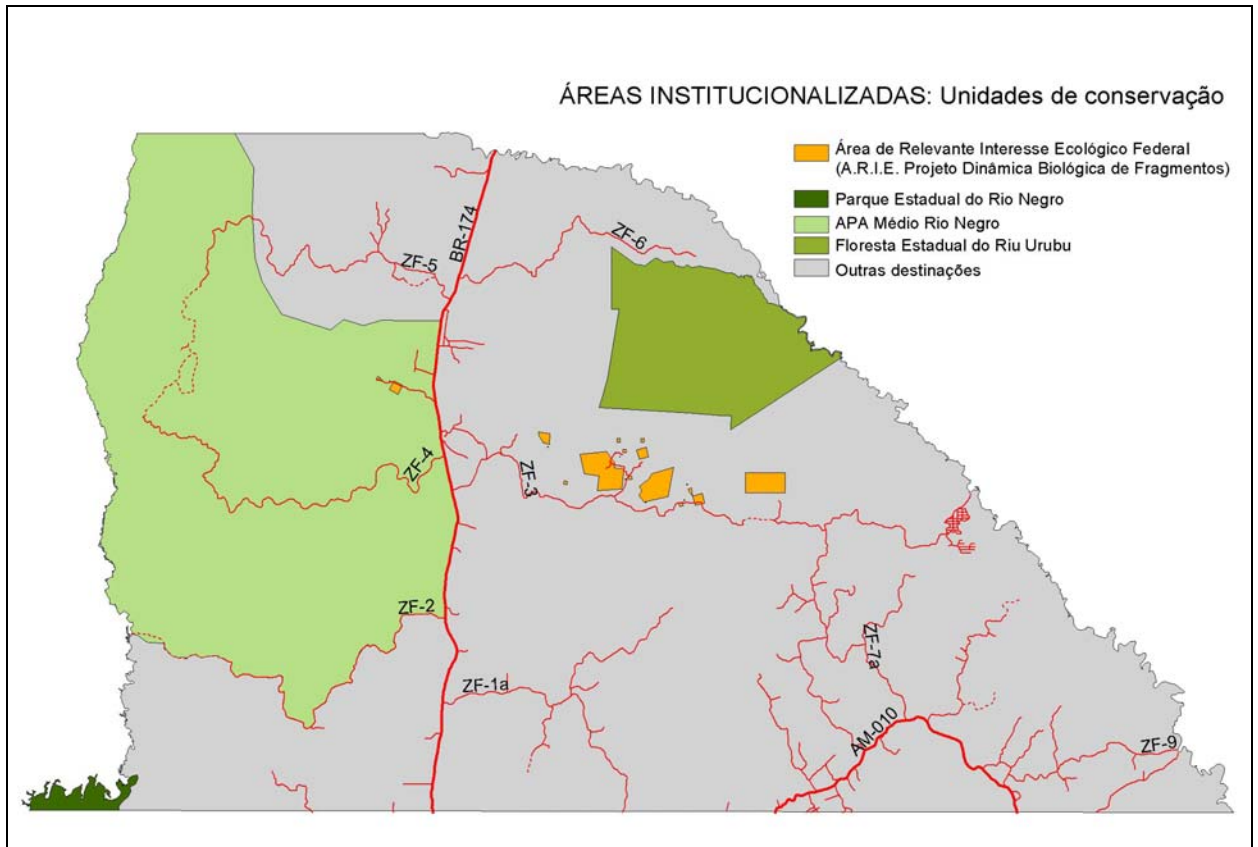 ÁREAS INSTITUCIONALIZADAS: Unidades de conservação
Área de Relevante Interesse Ecológico Federal
(A.R.I.E. Projeto Dinâmica Biológica de Fragmentos)
Parque Estadual do Rio Negro
APA Médio Rio Negro
Floresta Estadual do Riu Urubu
Outras destinações
BR-174
ZF-6
ZF-5
ZF-4
ZF-3
ZF-2
ZF-7a
ZF-1a
AM-010
ZF-9